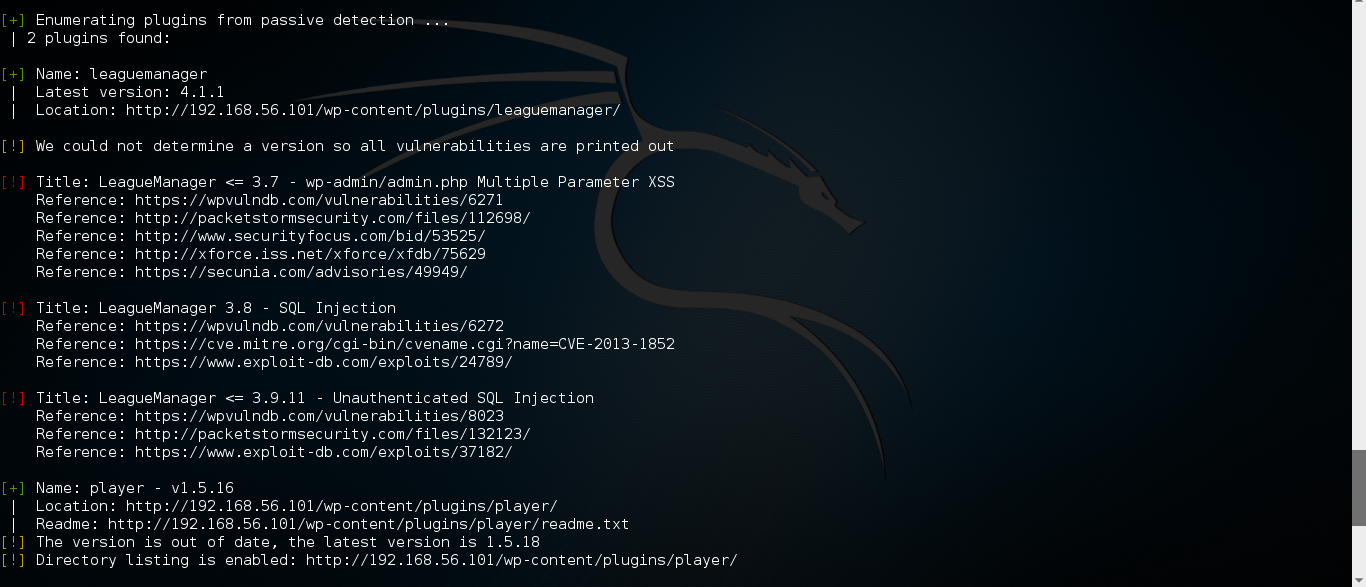 [+] Enumerating plugins from passive detection ...
 | 2 plugins found:
[+] Name: leaguemanager
 |  Latest version: 4.1.1
 |  Location: http://192.168.56.101/wp-content/plugins/leaguemanager/
[!] We could not determine a version so all vulnerabilities are printed out
[!] Title: LeagueManager <= 3.7 - wp-admin/admin.php Multiple Parameter XSS
    Reference: https://wpvulndb.com/vulnerabilities/6271
    Reference: http://packetstormsecurity.com/files/112698/
    Reference: http://www.securityfocus.com/bid/53525/
    Reference: http://xforce.iss.net/xforce/xfdb/75629
    Reference: https://secunia.com/advisories/49949/
[!] Title: LeagueManager 3.8 - SQL Injection
    Reference: https://wpvulndb.com/vulnerabilities/6272
    Reference: https://cve.mitre.org/cgi-bin/cvename.cgi?name=CVE-2013-1852
    Reference: https://www.exploit-db.com/exploits/24789/
[!] Title: LeagueManager <= 3.9.11 - Unauthenticated SQL Injection
    Reference: https://wpvulndb.com/vulnerabilities/8023
    Reference: http://packetstormsecurity.com/files/132123/
    Reference: https://www.exploit-db.com/exploits/37182/
[+] Name: player - v1.5.16
 |  Location: http://192.168.56.101/wp-content/plugins/player/
 |  Readme: http://192.168.56.101/wp-content/plugins/player/readme.txt
[!] The version is out of date, the latest version is 1.5.18
[!] Directory listing is enabled: http://192.168.56.101/wp-content/plugins/player/